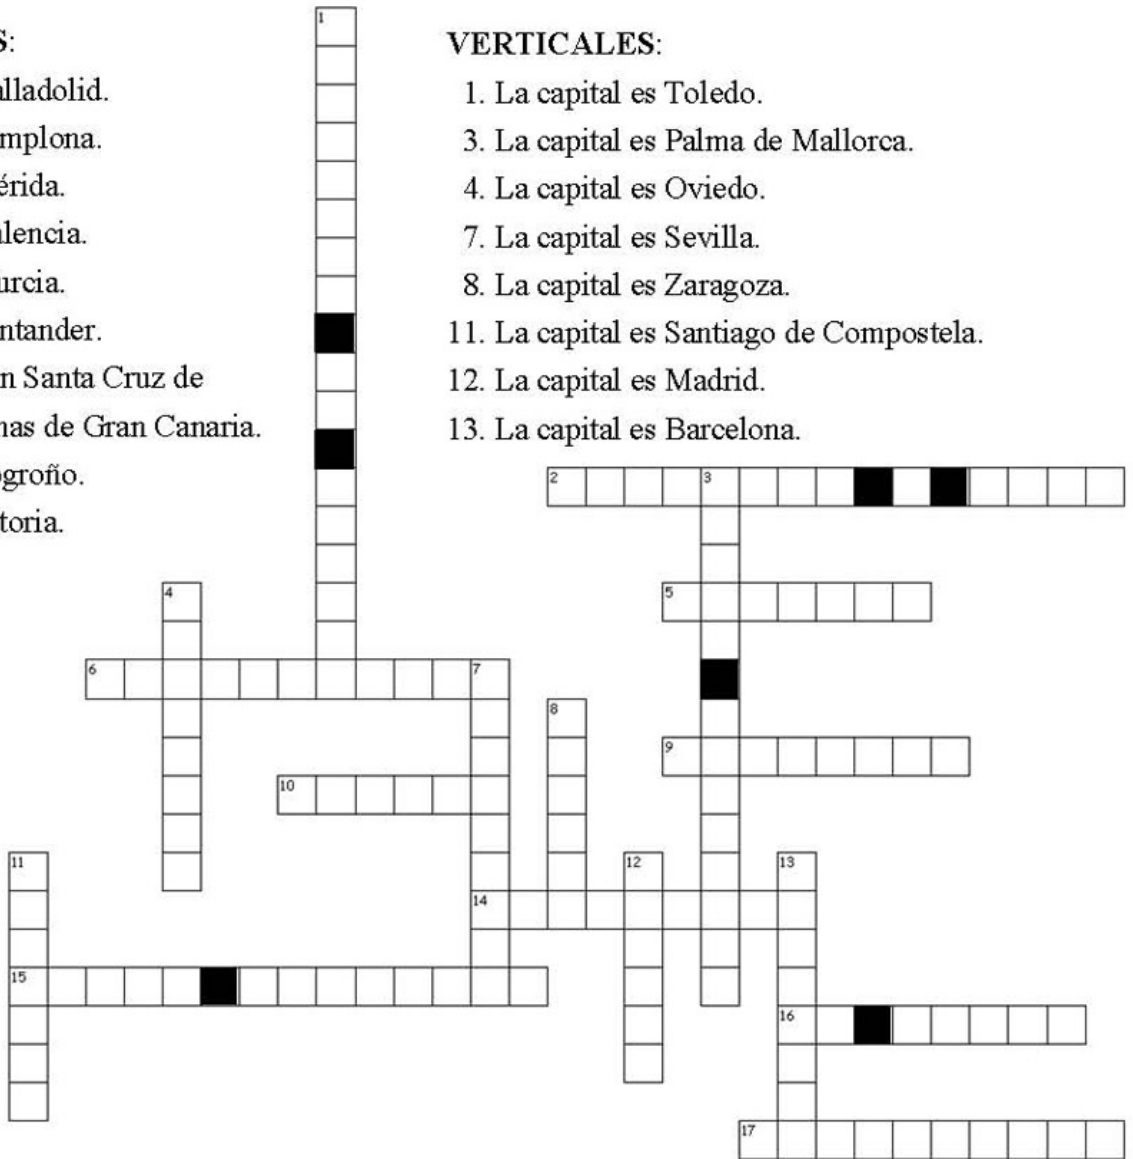 S:
alladolid.
mplona.
érida.
alencia.
urcia.
ntander.
n Santa Cruz de
nas de Gran Canaria.
ogroño.
toria.
VERTICALES:
1. La capital es Toledo.
3. La capital es Palma de Mallorca.
4. La capital es Oviedo.
7. La capital es Sevilla.
8. La capital es Zaragoza.
11. La capital es Santiago de Compostela.
12. La capital es Madrid.
13. La capital es Barcelona.
1
2 3
4 5
6 7
8
9
10
11 12 13
14
15
16
17